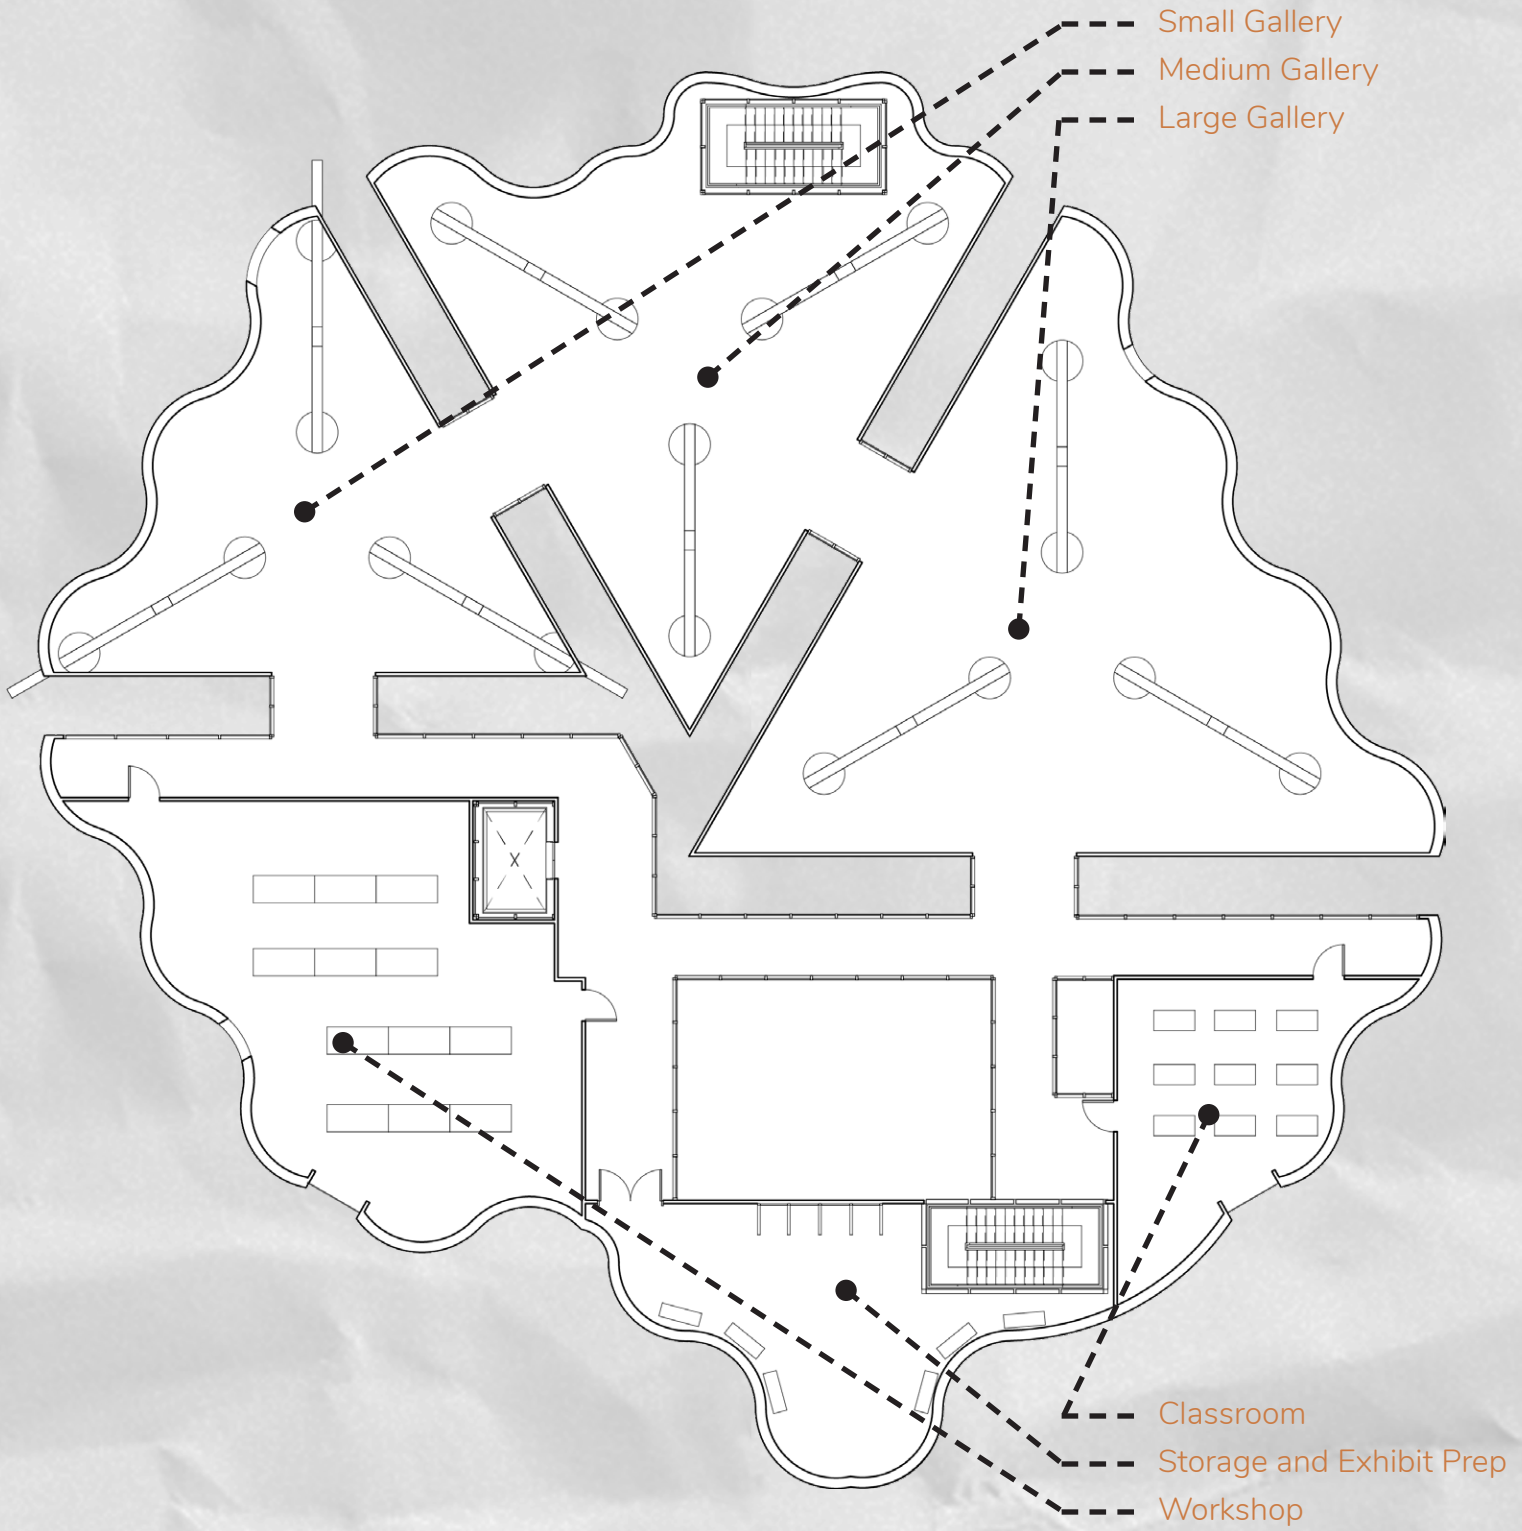 Small Gallery
Medium Gallery
Large Gallery
Classroom
Storage and Exhibit Prep
Workshop